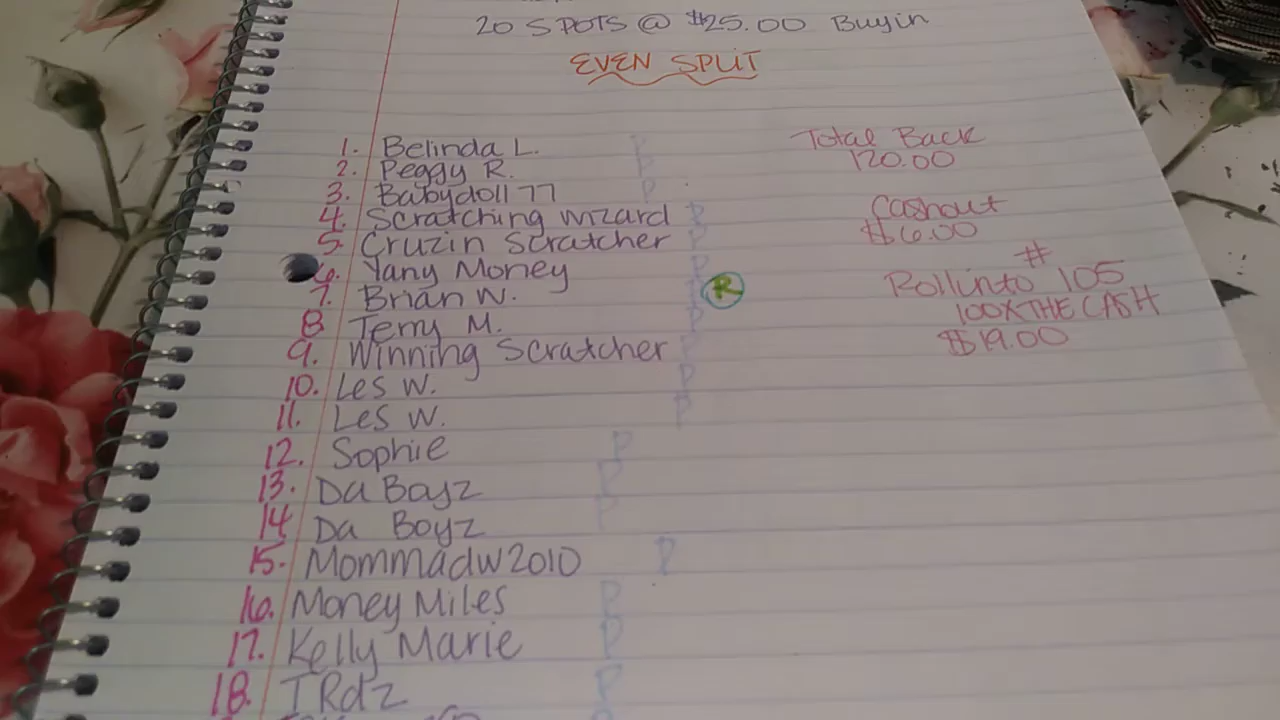 20 SPOTS @ $25.00 Buyin
EVEN SPLIT
1. Belinda L. P
2. Peggy R. P
3. Babydoll 77 P
4. Scratching wizard P
5. Cruzin Scratcher P
6. Yany Money P
7. Brian W. P R
8 Terry M. P
9. Winning Scratcher P
10. Les W. P
11. Les W. P
12. Sophie P
13. Da Boyz P
14 Da Boyz P
15. Mommadw2010 P
16. Money Miles P
17. Kelly Marie P
18. TRdz P
Total Back
120.00
Cashout
$6.00
#
Rollinto 105
100X THE CASH
$19.00